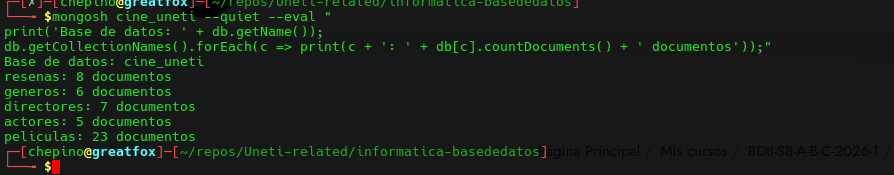 ┌─[✗]─[chepino@greatfox]─[~/repos/Uneti-related/informatica-basededatos]
└──╼ $mongosh cine_uneti --quiet --eval "
print('Base de datos: ' + db.getName());
db.getCollectionNames().forEach(c => print(c + ': ' + db[c].countDocuments() + ' documentos'));"
Base de datos: cine_uneti
resenas: 8 documentos
generos: 6 documentos
directores: 7 documentos
actores: 5 documentos
peliculas: 23 documentos
┌─[chepino@greatfox]─[~/repos/Uneti-related/informatica-basededatos]
ágina Principal / Mis cursos / BDII-S8-A-B-C-2026-1 /
└──╼ $